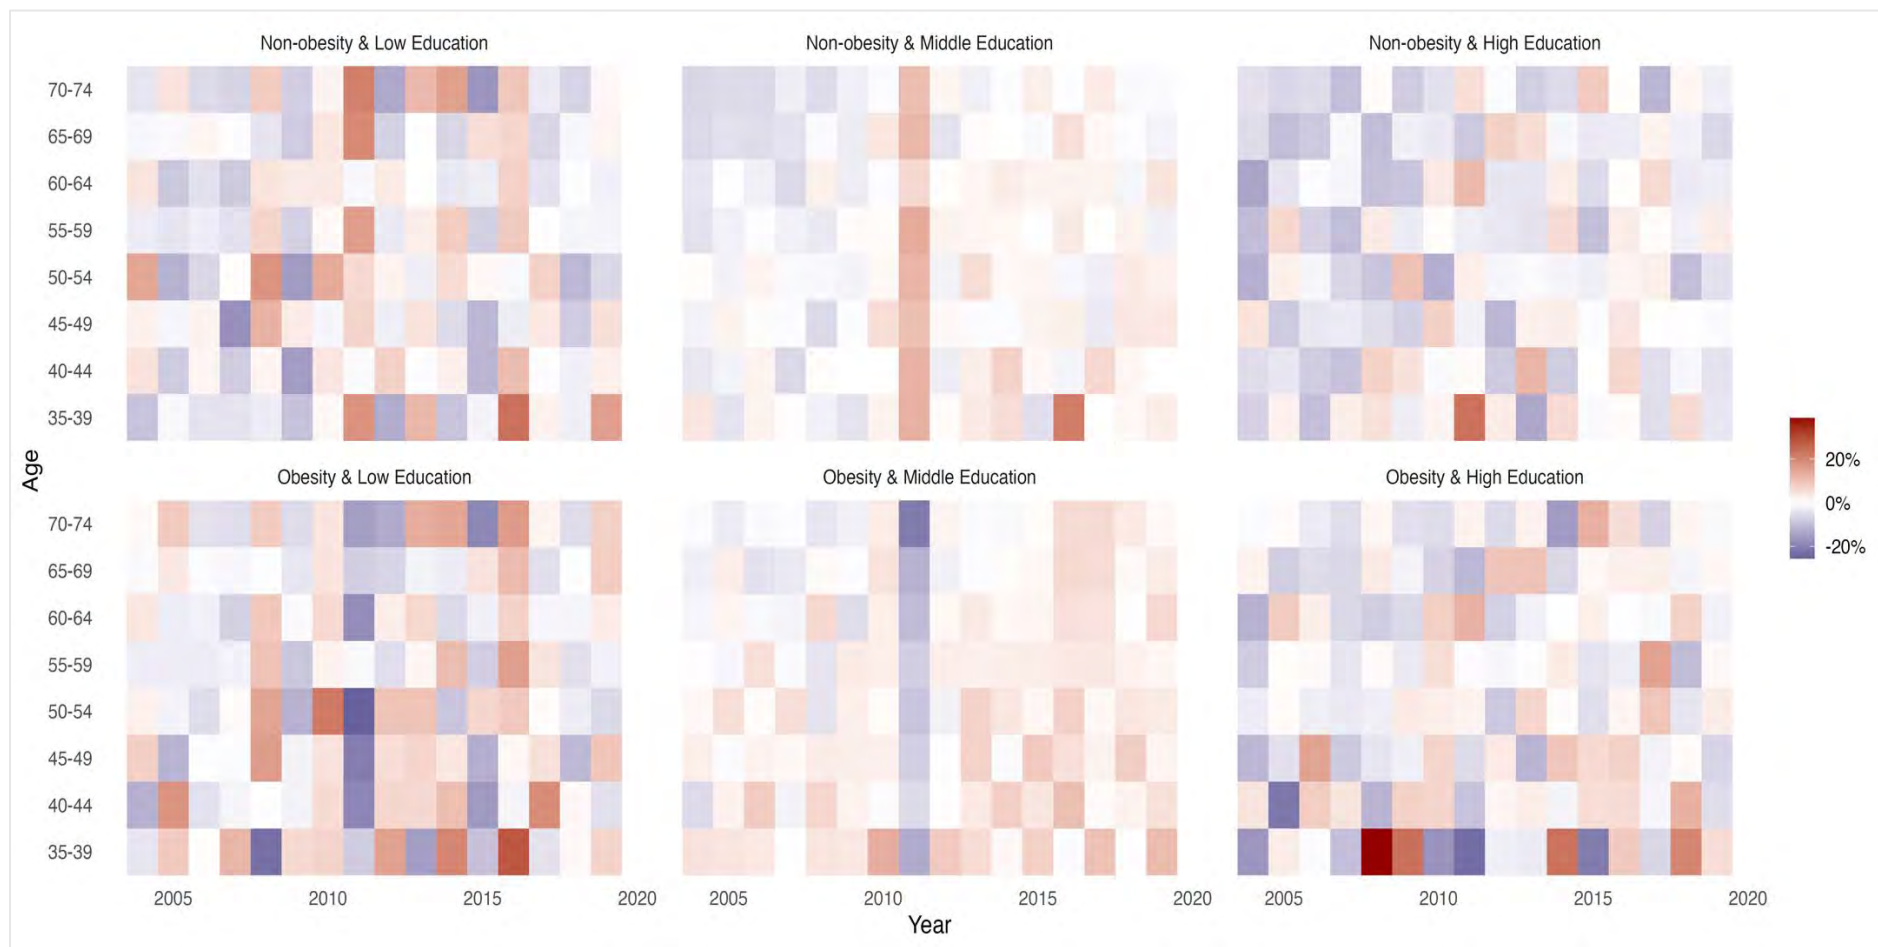 Non-obesity & Low Education
Non-obesity & Middle Education
Non-obesity & High Education
70-74
65-69
60-64
55-59
50-54
45-49
40-44
35-39
Age
Obesity & Low Education
Obesity & Middle Education
Obesity & High Education
70-74
65-69
60-64
55-59
50-54
45-49
40-44
35-39
20%
0%
-20%
2005 2010 2015 2020
2005 2010 2015 2020
2005 2010 2015 2020
Year